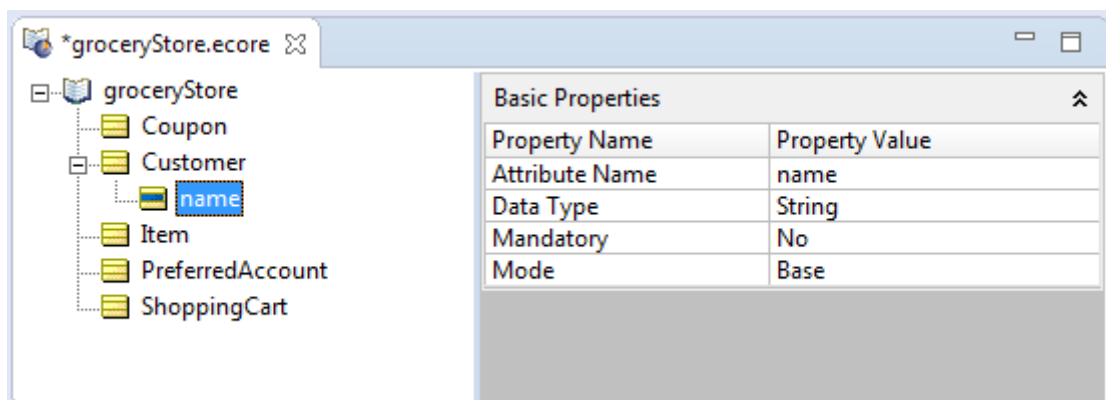 *groceryStore.ecore
groceryStore
Coupon
Customer
name
Item
PreferredAccount
ShoppingCart
Basic Properties
Property Name Property Value
Attribute Name name
Data Type String
Mandatory No
Mode Base